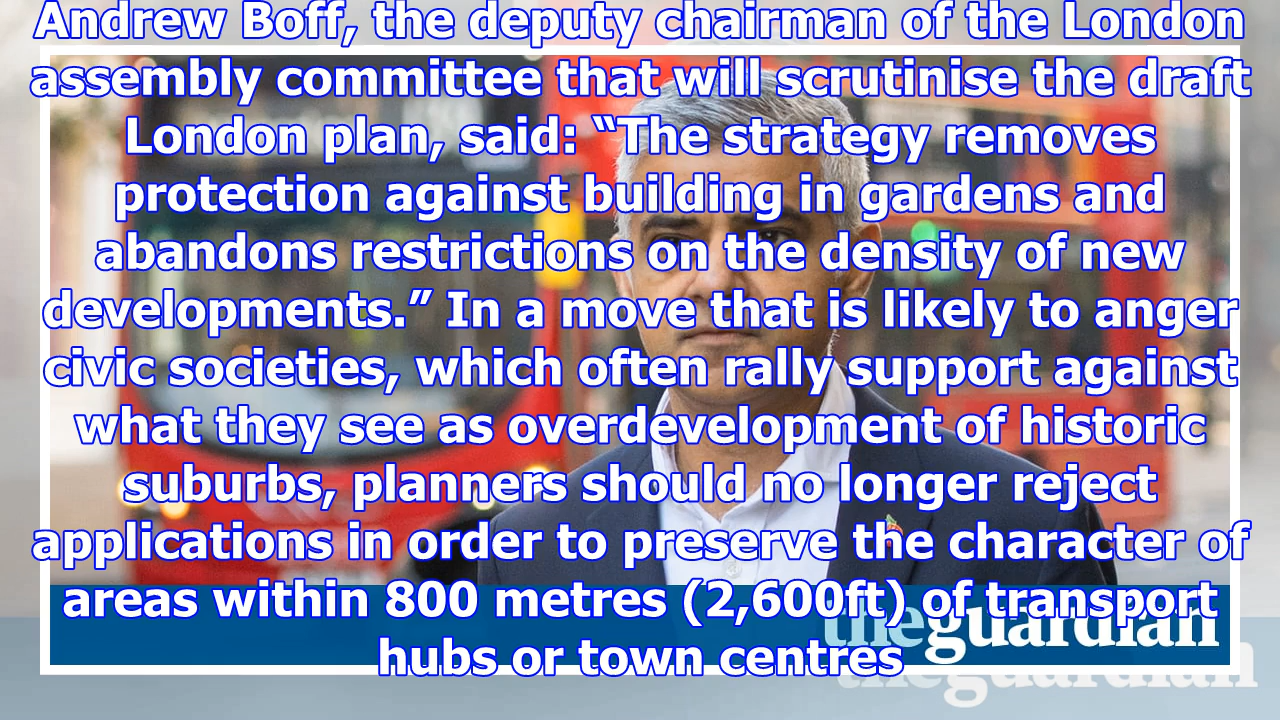 Andrew Boff, the deputy chairman of the London
assembly committee that will scrutinise the draft
London plan, said: “The strategy removes
protection against building in gardens and
abandons restrictions on the density of new
developments.” In a move that is likely to anger
civic societies, which often rally support against
what they see as overdevelopment of historic
suburbs, planners should no longer reject
applications in order to preserve the character of
areas within 800 metres (2,600ft) of transport
hubs or town centres
theguardian
theguardian